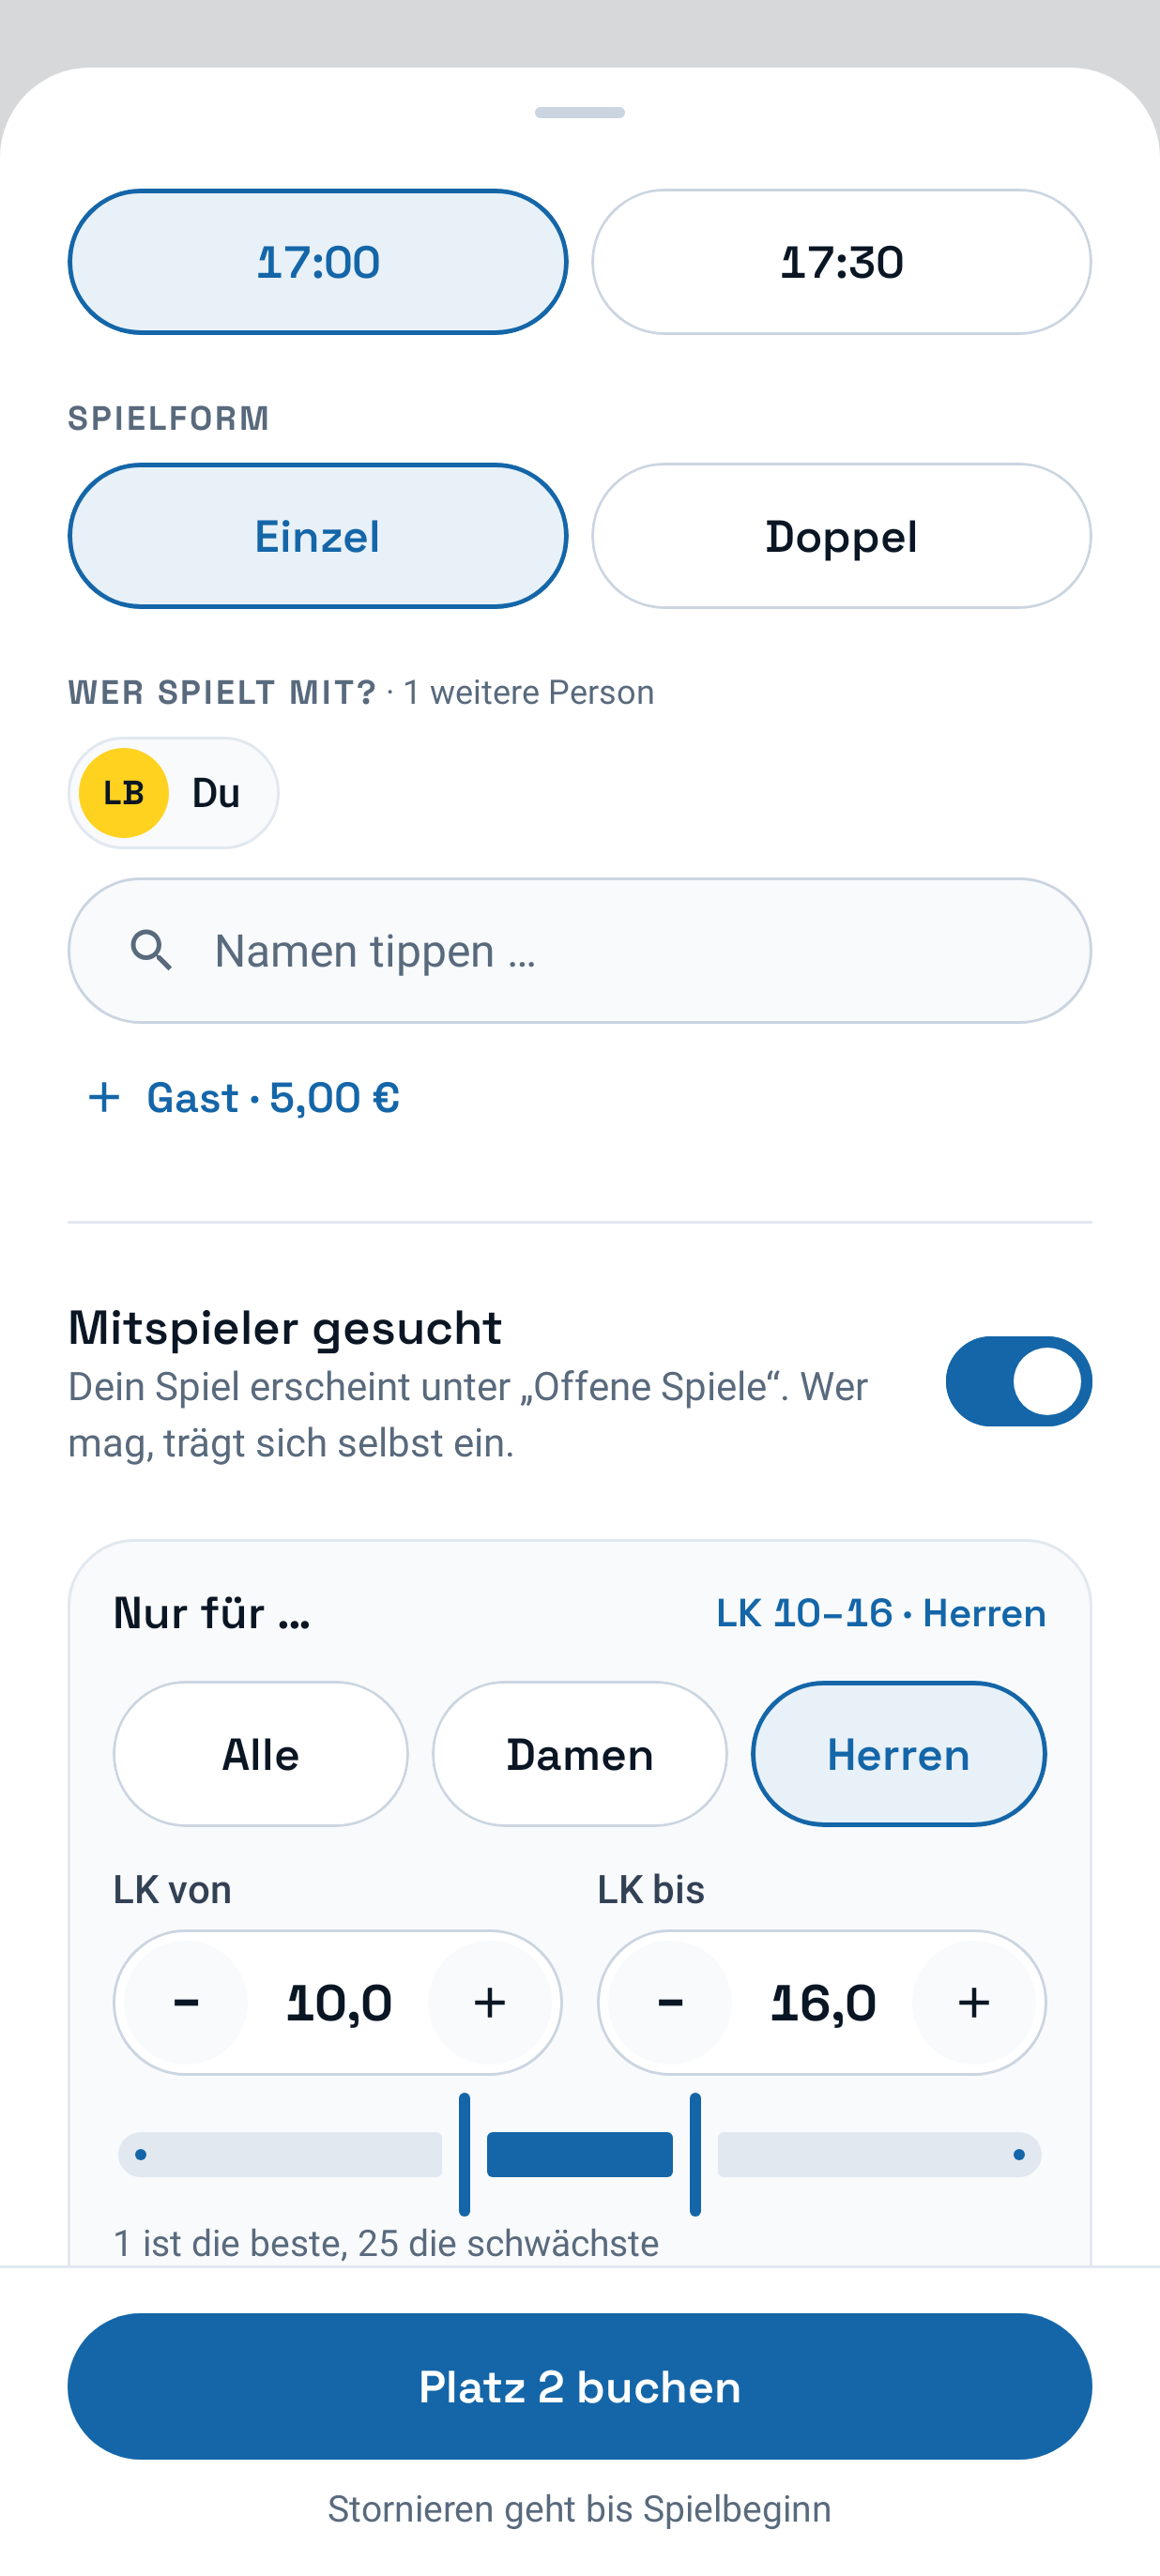 17:00 17:30
SPIELFORM
Einzel Doppel
WER SPIELT MIT? · 1 weitere Person
LB Du
Namen tippen ...
+ Gast · 5,00 €
Mitspieler gesucht
Dein Spiel erscheint unter „Offene Spiele“. Wer
mag, trägt sich selbst ein.
Nur für ... LK 10–16 · Herren
Alle Damen Herren
LK von LK bis
– 10,0 + – 16,0 +
1 ist die beste, 25 die schwächste
Platz 2 buchen
Stornieren geht bis Spielbeginn